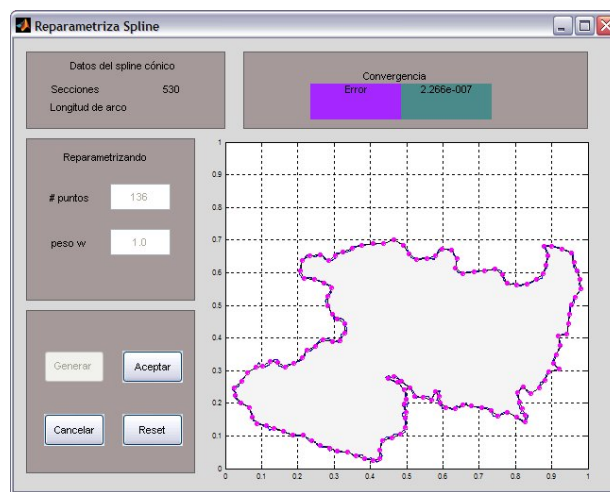 Reparametriza Spline
Datos del spline cónico
Secciones 530
Longitud de arco
Convergencia
Error 2.266e-007
Reparametrizando
# puntos 136
peso w 1.0
Generar Aceptar
Cancelar Reset
1
0.9
0.8
0.7
0.6
0.5
0.4
0.3
0.2
0.1
0
0 0.1 0.2 0.3 0.4 0.5 0.6 0.7 0.8 0.9 1